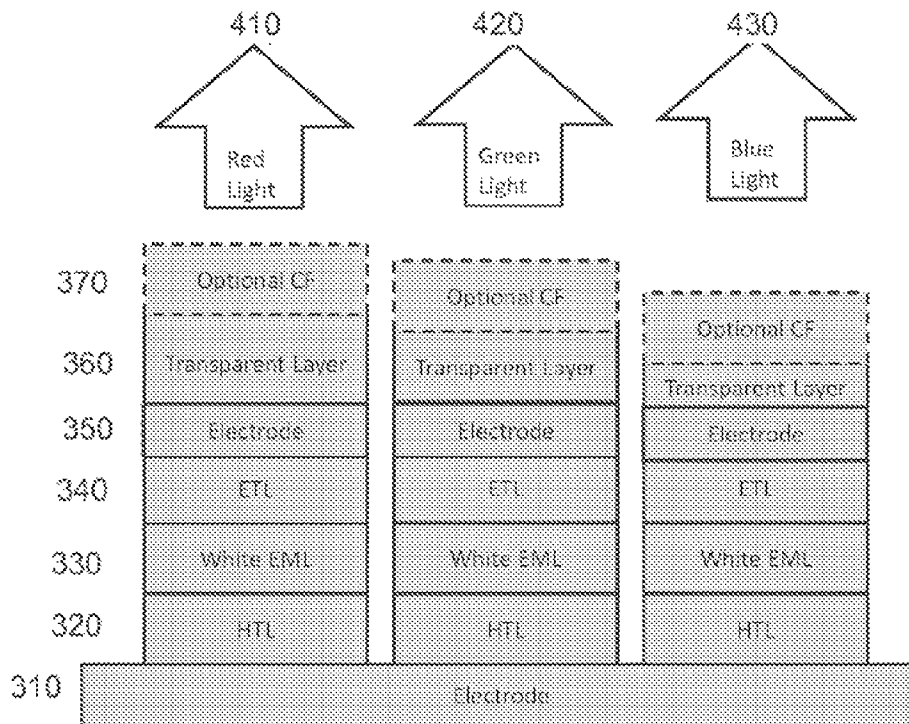 410 420 430
Red Light
Green Light
Blue Light
370 Optional CF Optional CF Optional CF
360 Transparent Layer Transparent Layer Transparent Layer
350 Electrode Electrode Electrode
340 ETL ETL ETL
330 White EML White EML White EML
320 HTL HTL HTL
310 Electrode